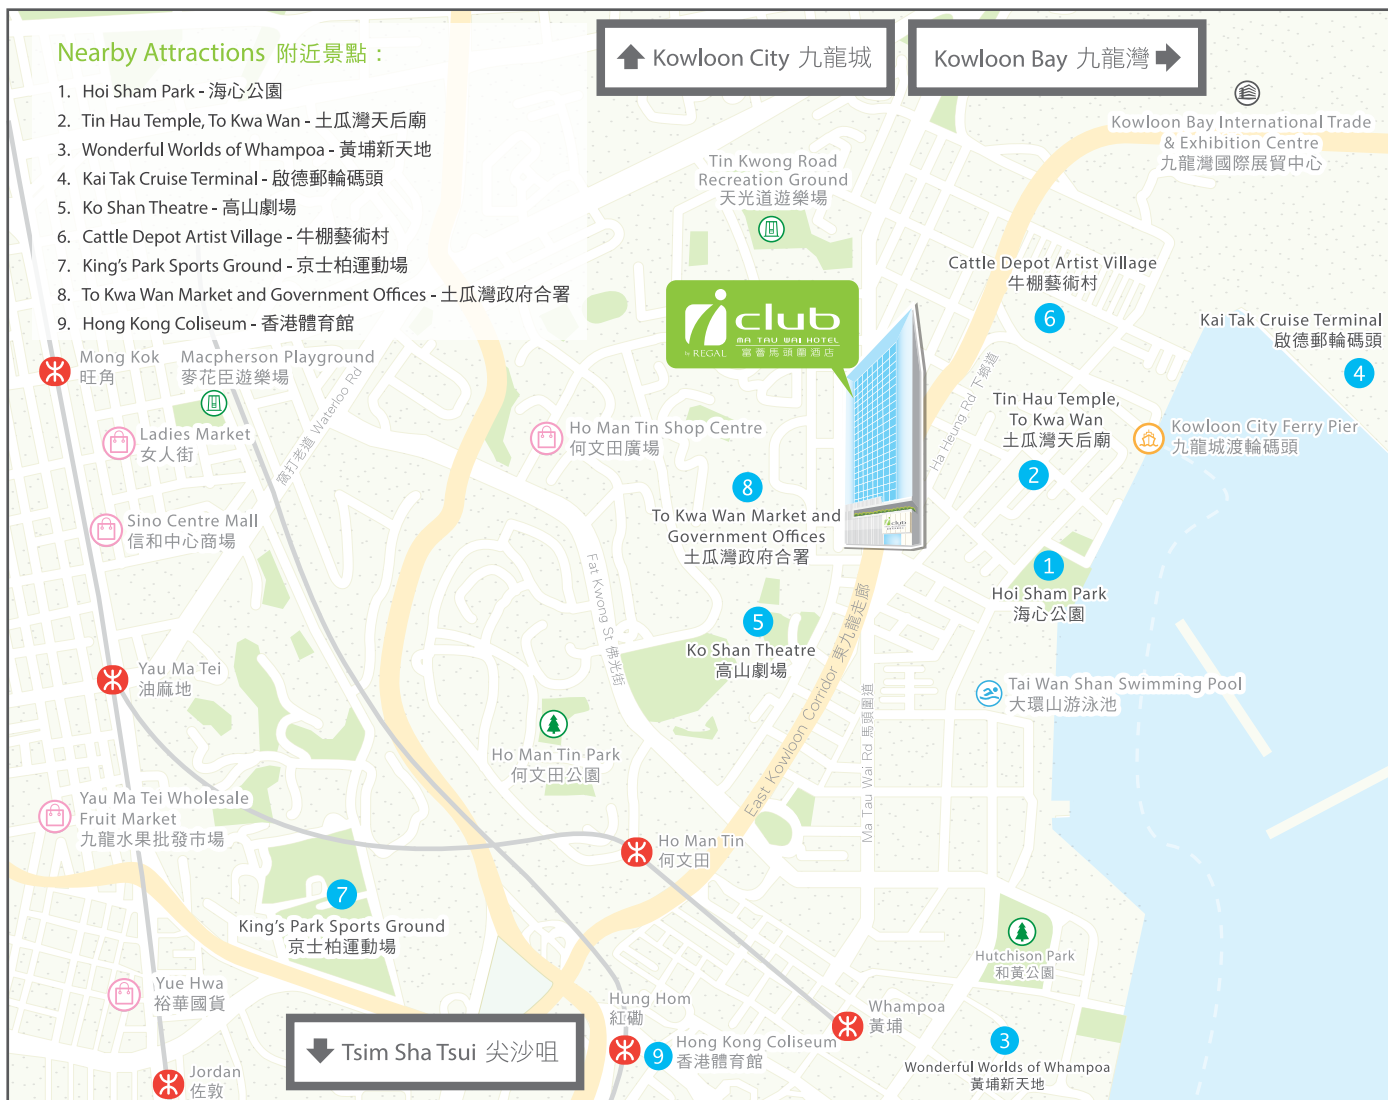 Nearby Attractions 附近景點：
1. Hoi Sham Park - 海心公園
2. Tin Hau Temple, To Kwa Wan - 土瓜灣天后廟
3. Wonderful Worlds of Whampoa - 黃埔新天地
4. Kai Tak Cruise Terminal - 啟德郵輪碼頭
5. Ko Shan Theatre - 高山劇場
6. Cattle Depot Artist Village - 牛棚藝術村
7. King's Park Sports Ground - 京士柏運動場
8. To Kwa Wan Market and Government Offices - 土瓜灣政府合署
9. Hong Kong Coliseum - 香港體育館
Kowloon City 九龍城
Kowloon Bay 九龍灣
Kowloon Bay International Trade
& Exhibition Centre
九龍灣國際展貿中心
Tin Kwong Road
Recreation Ground
天光道遊樂場
Cattle Depot Artist Village
牛棚藝術村
6
Kai Tak Cruise Terminal
啟德郵輪碼頭
4
i club
MA TAU WAI HOTEL
by REGAL 富薈馬頭圍酒店
Mong Kok
旺角
Macpherson Playground
麥花臣遊樂場
Ladies Market
女人街
窩打老道 Waterloo Rd
Ho Man Tin Shop Centre
何文田廣場
Ha Heung Rd 下鄉道
Tin Hau Temple,
To Kwa Wan
土瓜灣天后廟
2
Kowloon City Ferry Pier
九龍城渡輪碼頭
8
To Kwa Wan Market and
Government Offices
土瓜灣政府合署
i club
Sino Centre Mall
信和中心商場
Fat Kwong St 佛光街
1
Hoi Sham Park
海心公園
5
Ko Shan Theatre
高山劇場
East Kowloon Corridor 東九龍走廊
Ma Tau Wai Rd 馬頭圍道
Yau Ma Tei
油麻地
Tai Wan Shan Swimming Pool
大環山游泳池
Ho Man Tin Park
何文田公園
Yau Ma Tei Wholesale
Fruit Market
九龍水果批發市場
Ho Man Tin
何文田
7
King's Park Sports Ground
京士柏運動場
Hutchison Park
和黃公園
Yue Hwa
裕華國貨
Hung Hom
紅磡
Whampoa
黃埔
Tsim Sha Tsui 尖沙咀
9
Hong Kong Coliseum
香港體育館
3
Wonderful Worlds of Whampoa
黃埔新天地
Jordan
佐敦